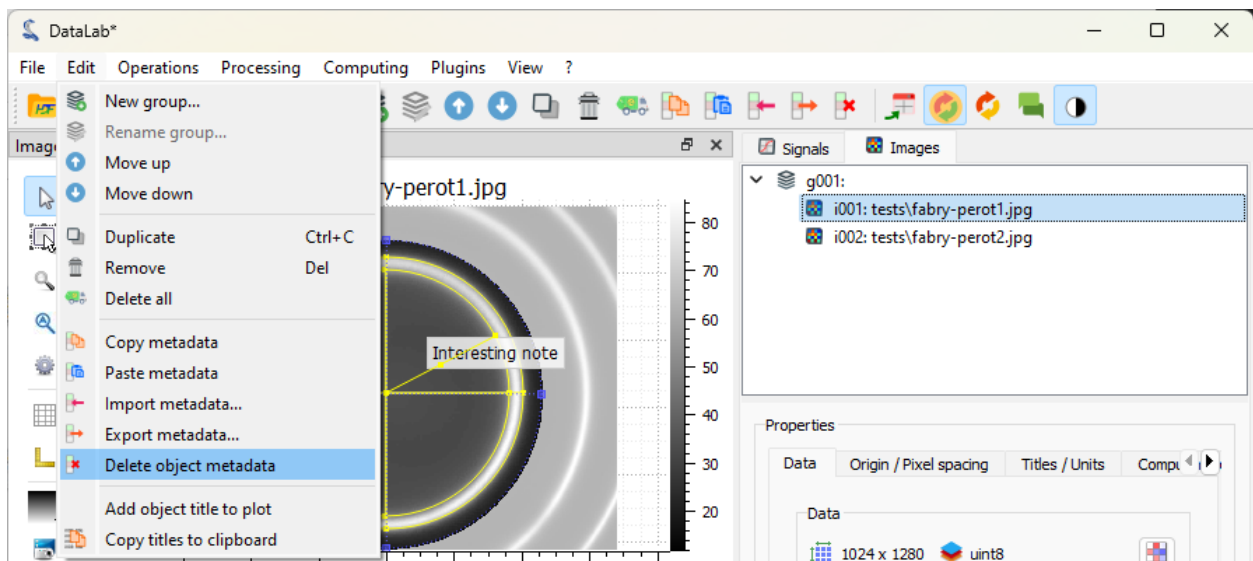 DataLab*
File Edit Operations Processing Computing Plugins View ?
New group...
Rename group...
Move up
Move down
Duplicate Ctrl+C
Remove Del
Delete all
Copy metadata
Paste metadata
Import metadata...
Export metadata...
Delete object metadata
Add object title to plot
Copy titles to clipboard
Imag
ry-perot1.jpg
Interesting note
80
70
60
50
40
30
20
Signals Images
g001:
i001: tests\fabry-perot1.jpg
i002: tests\fabry-perot2.jpg
Properties
Data Origin / Pixel spacing Titles / Units Compu
Data
1024 x 1280 uint8